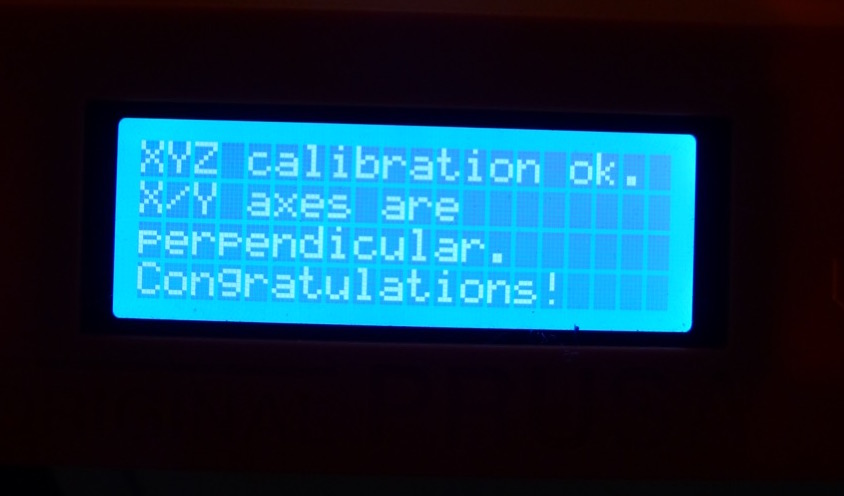 XYZ calibration ok.
X/Y axes are
perpendicular.
Congratulations!